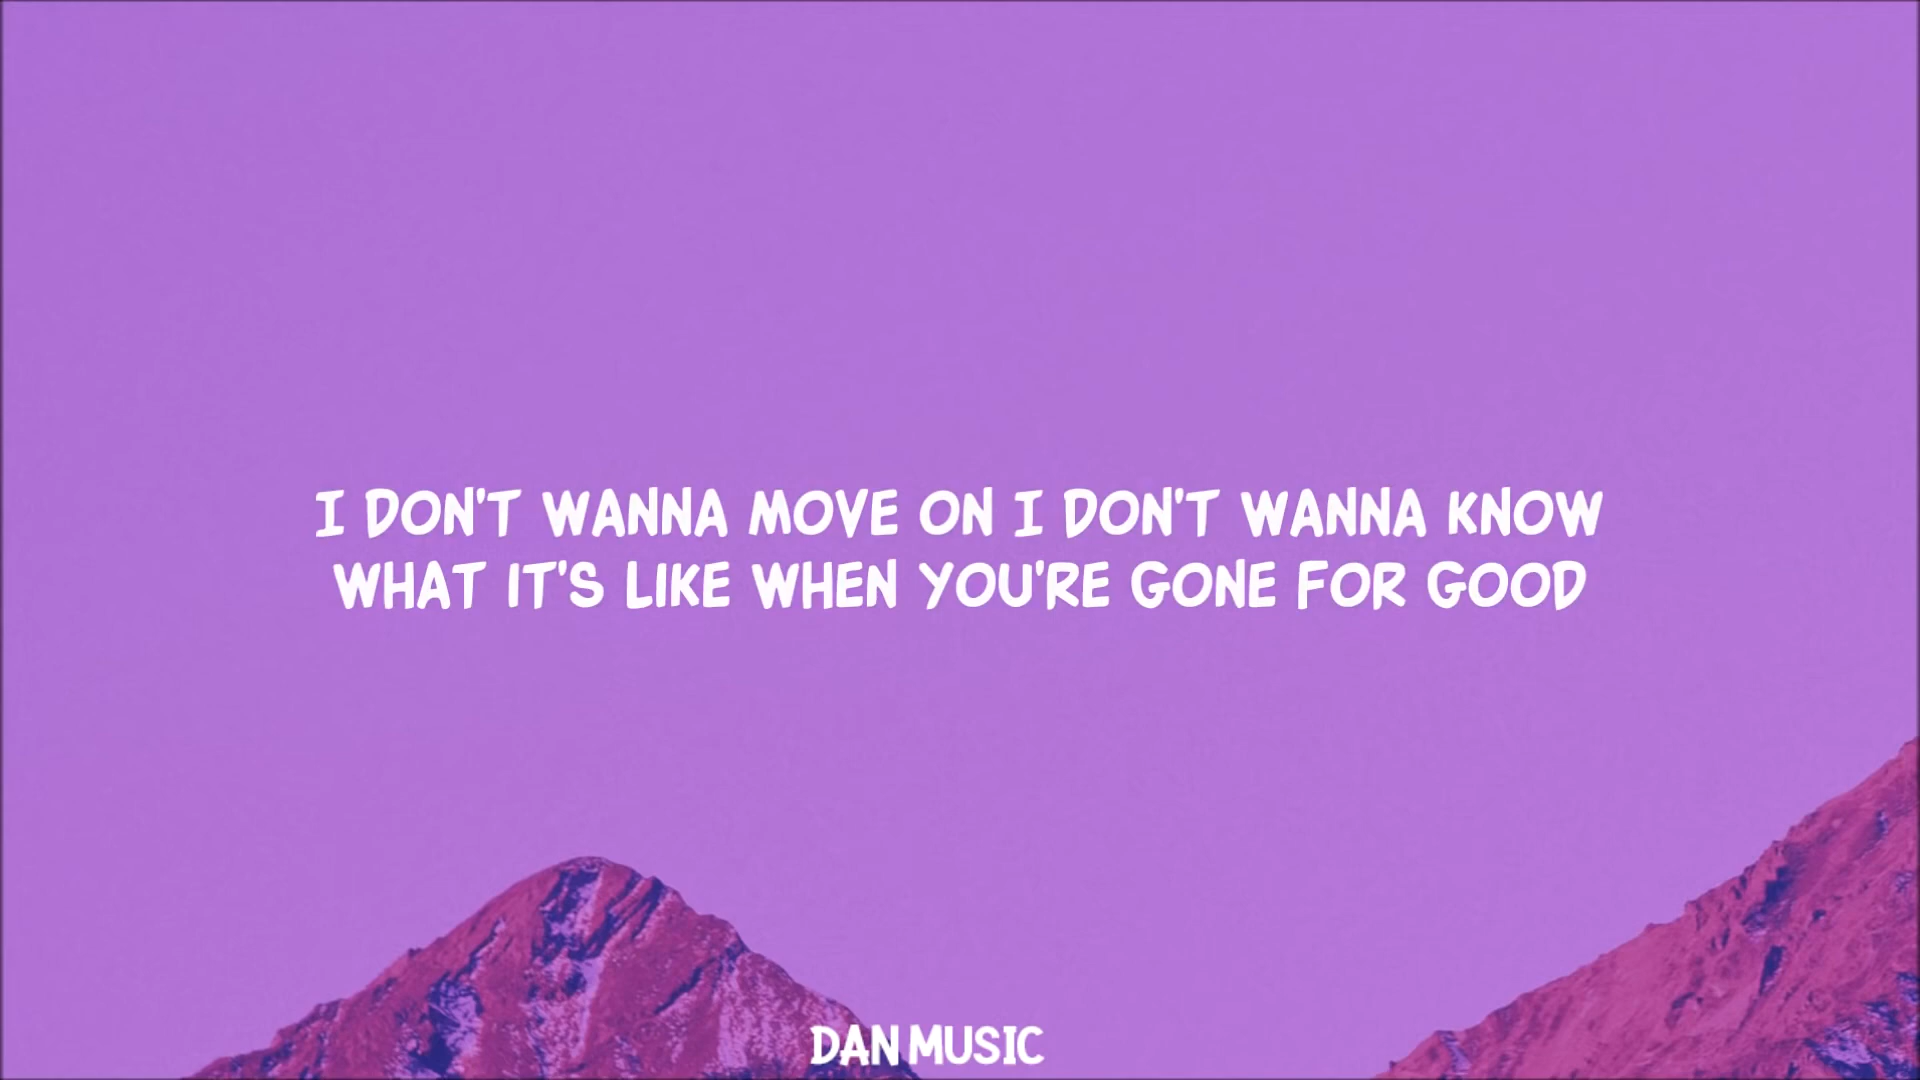 I DON'T WANNA MOVE ON I DON'T WANNA KNOW
WHAT IT'S LIKE WHEN YOU'RE GONE FOR GOOD
DAN MUSIC